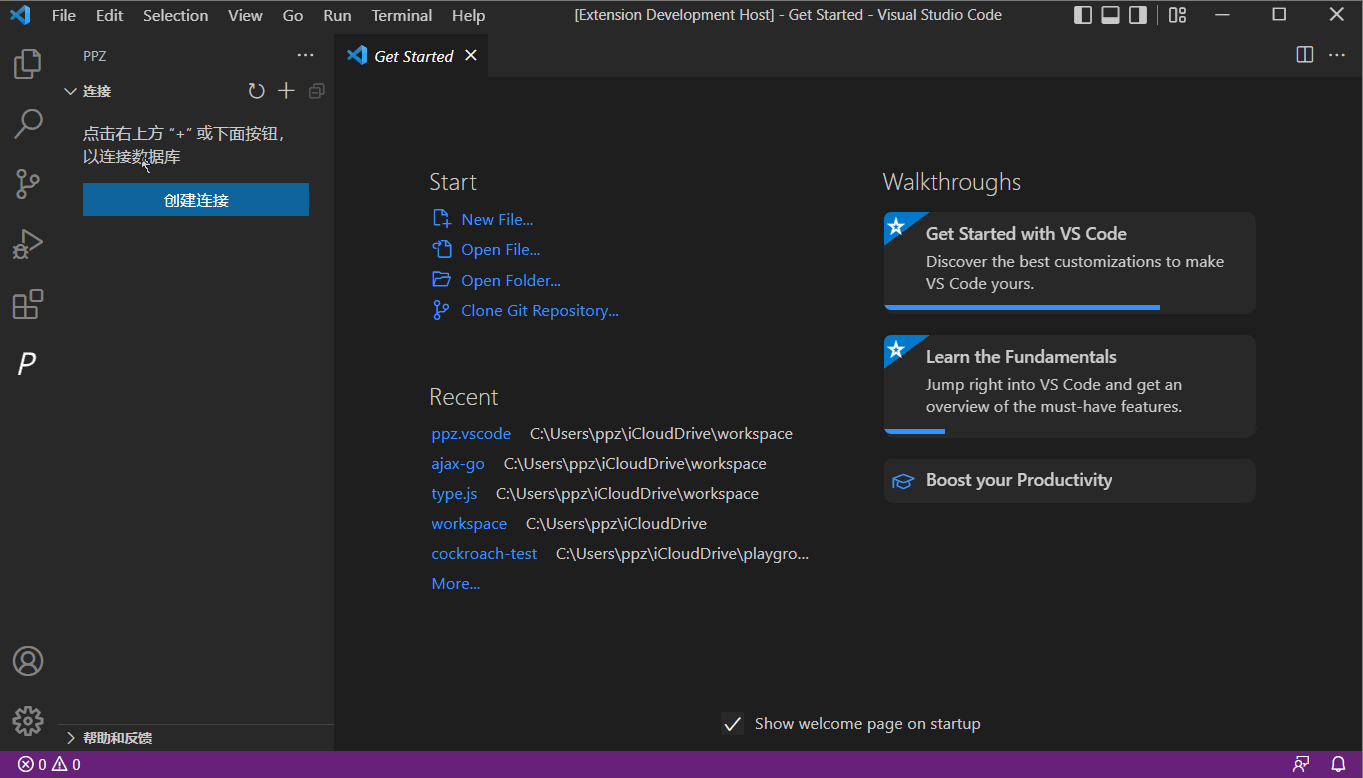 File Edit Selection View Go Run Terminal Help [Extension Development Host] - Get Started - Visual Studio Code
PPZ
连接
点击右上方 “+” 或下面按钮，
以连接数据库
创建连接
帮助和反馈
Get Started
Start
New File...
Open File...
Open Folder...
Clone Git Repository...
Recent
ppz.vscode C:\Users\ppz\iCloudDrive\workspace
ajax-go C:\Users\ppz\iCloudDrive\workspace
type.js C:\Users\ppz\iCloudDrive\workspace
workspace C:\Users\ppz\iCloudDrive
cockroach-test C:\Users\ppz\iCloudDrive\playgro...
More...
Walkthroughs
Get Started with VS Code
Discover the best customizations to make
VS Code yours.
Learn the Fundamentals
Jump right into VS Code and get an
overview of the must-have features.
Boost your Productivity
Show welcome page on startup
P
0 0